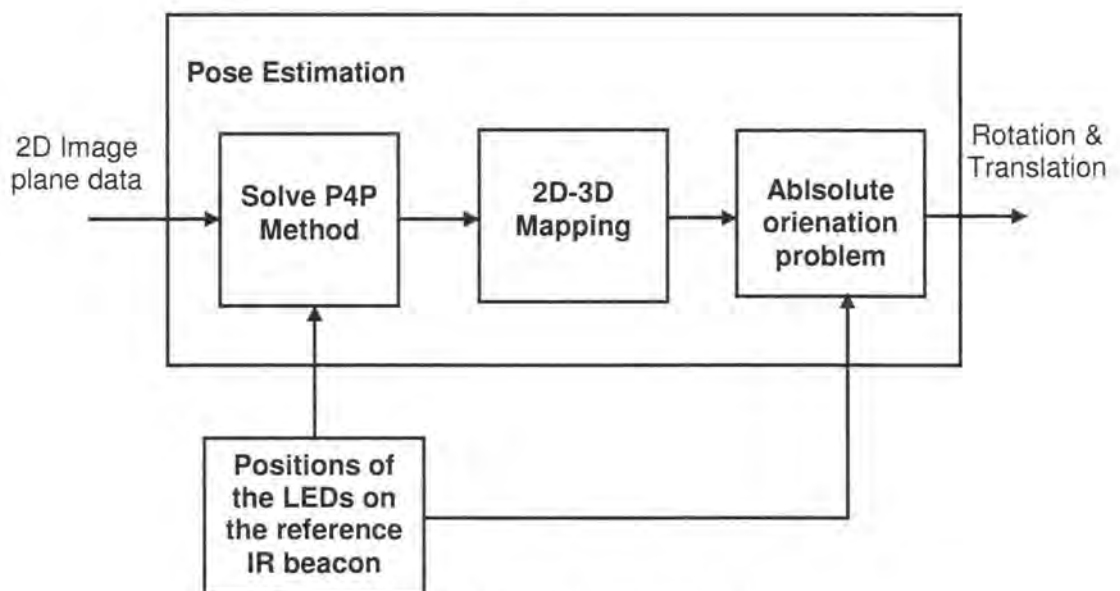 Pose Estimation
2D Image
plane data
Solve P4P
Method
2D-3D
Mapping
Ablsolute
orienation
problem
Rotation &
Translation
Positions of
the LEDs on
the reference
IR beacon